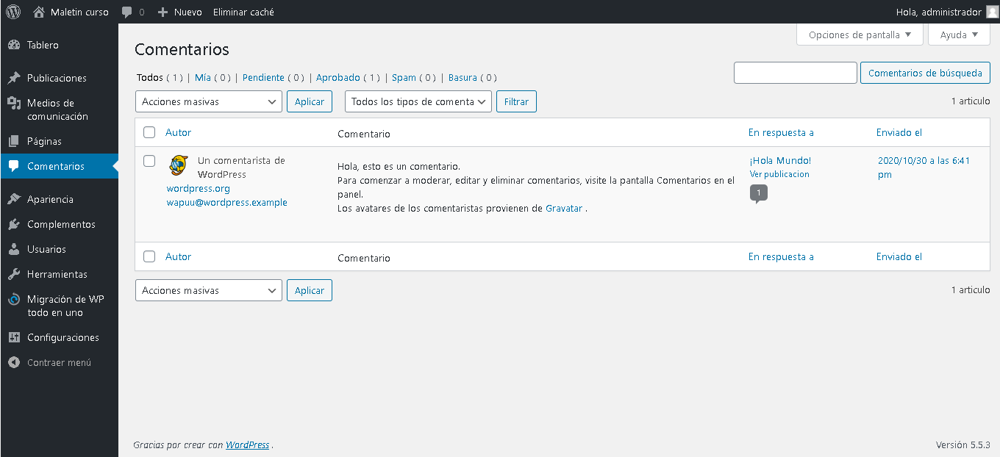 Maletin curso 0 Nuevo Eliminar caché Hola, administrador
Tablero
Publicaciones
Medios de
comunicación
Páginas
Comentarios
Apariencia
Complementos
Usuarios
Herramientas
Migración de WP
todo en uno
Configuraciones
Contraer menú
Opciones de pantalla Ayuda
Comentarios
Todos ( 1 ) | Mía ( 0 ) | Pendiente ( 0 ) | Aprobado ( 1 ) | Spam ( 0 ) | Basura ( 0 )
Comentarios de búsqueda
Acciones masivas Aplicar Todos los tipos de comenta Filtrar 1 articulo
Autor Comentario En respuesta a Enviado el
Un comentarista de
WordPress
wordpress.org
wapuu@wordpress.example
Hola, esto es un comentario.
Para comenzar a moderar, editar y eliminar comentarios, visite la pantalla Comentarios en el
panel.
Los avatares de los comentaristas provienen de Gravatar .
¡Hola Mundo!
Ver publicacion
1
2020/10/30 a las 6:41
pm
Autor Comentario En respuesta a Enviado el
Acciones masivas Aplicar 1 articulo
Gracias por crear con WordPress . Versión 5.5.3